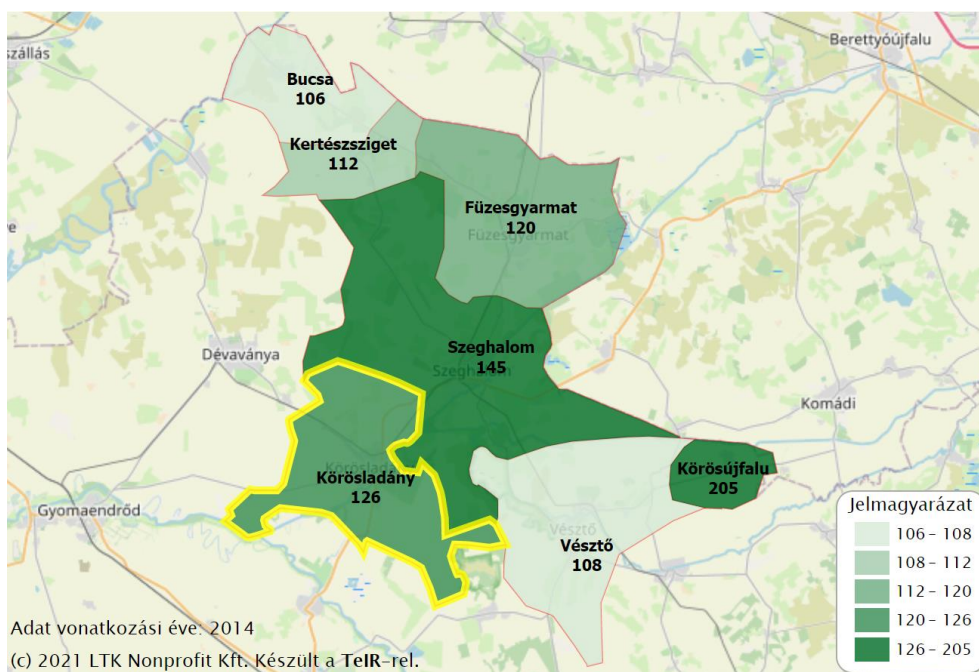 szállás
Berettyóújfalu
Bucsa
106
Kertészsziget
112
Füzesgyarmat
120
Füzesgyarmat
Szeghalom
145
Szeghalom
Dévaványa
Komádi
Körösladány
126
Körösújfalu
205
Gyomaendrőd
Vésztő
Vésztő
108
Jelmagyarázat
106 – 108
108 – 112
112 – 120
120 – 126
126 – 205
Adat vonatkozási éve: 2014
(c) 2021 LTK Nonprofit Kft. Készült a TeIR-rel.